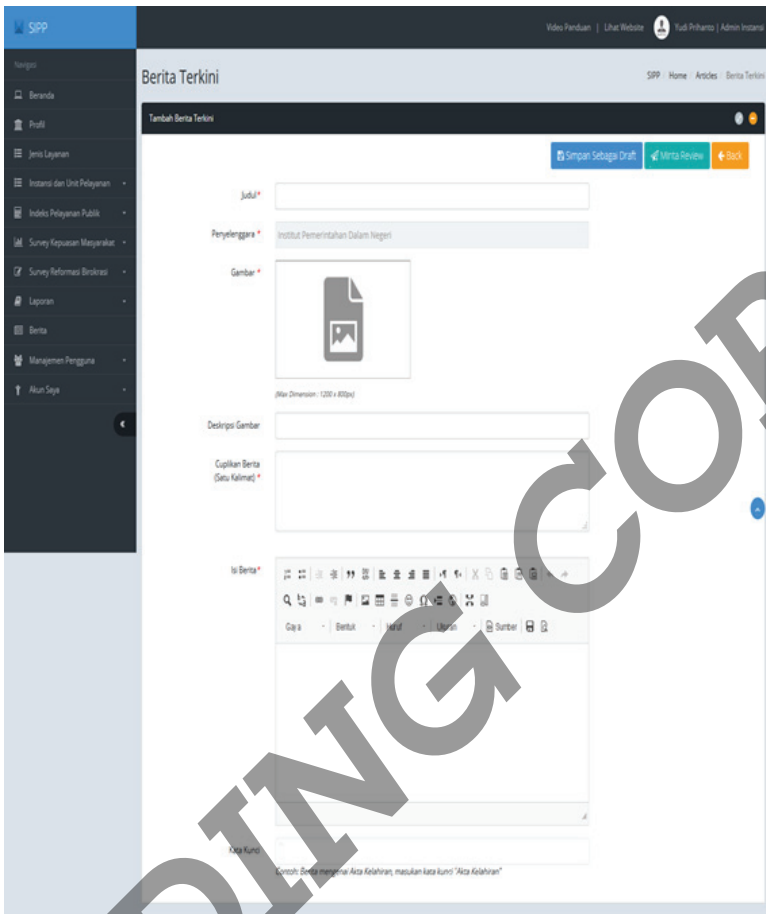 SIPP
Video Panduan | Lihat Website Yudi Prihanto | Admin Instansi
Navigasi
Berita Terkini
SIPP Home Articles Berita Terkini
Beranda
Profil
Jenis Layanan
Instansi dan Unit Pelayanan
Indeks Pelayanan Publik
Survey Kepuasan Masyarakat
Survey Reformasi Birokrasi
Laporan
Berita
Manajemen Pengguna
Akun Saya
Tambah Berita Terkini
Simpan Sebagai Draft Minta Review Back
Judul *
Penyelenggara * Institut Pemerintahan Dalam Negeri
Gambar *
(Max Dimension : 1200 x 800px)
Deskripsi Gambar
Cuplikan Berita
(Satu Kalimat) *
Isi Berita *
Gaya Bentuk Huruf Ukuran Sumber
Kata Kunci
Contoh: Berita mengenai Akta Kelahiran, masukan kata kunci "Akta Kelahiran"
DING COP